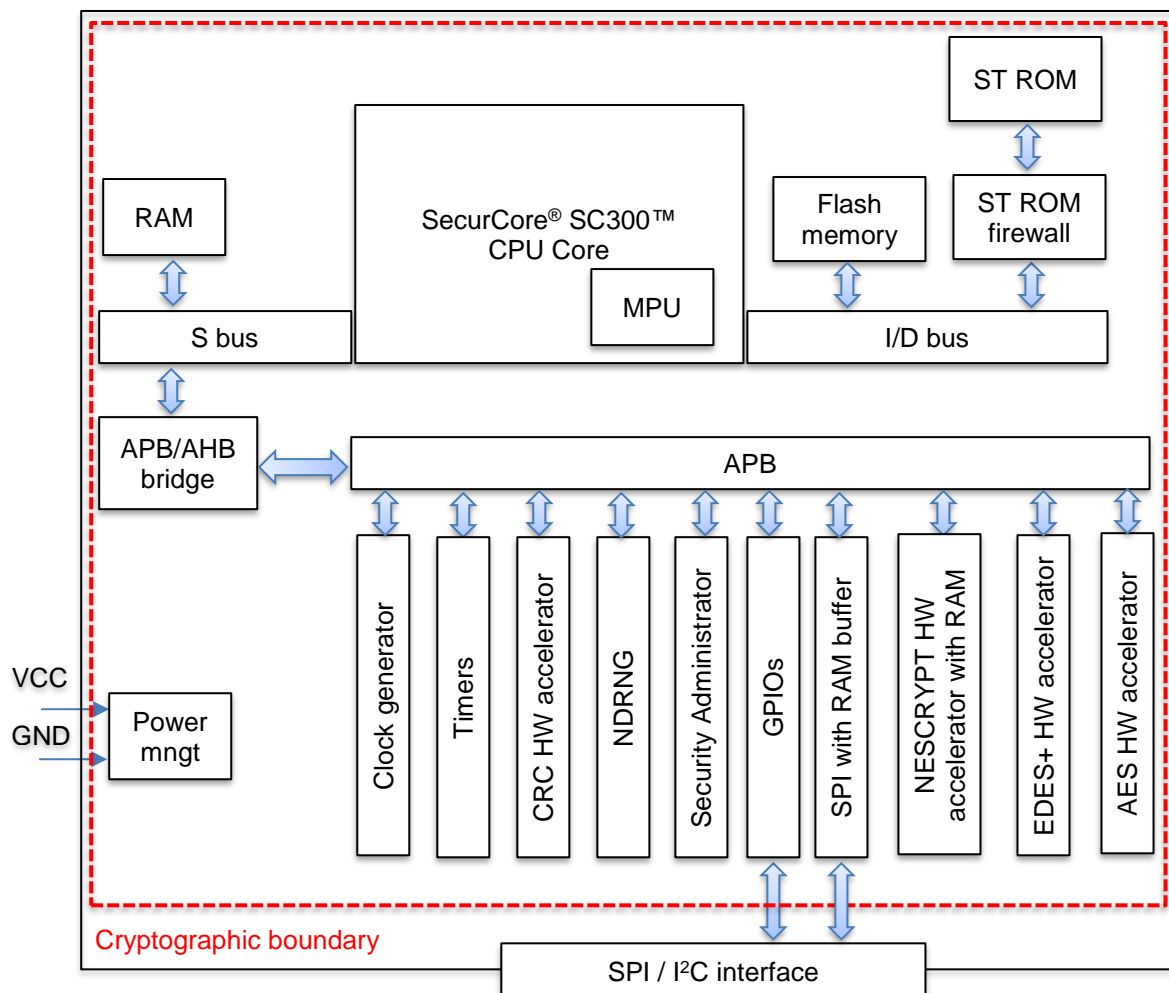 ST ROM
RAM
SecurCore® SC300™
CPU Core
MPU
Flash
memory
ST ROM
firewall
S bus
I/D bus
APB/AHB
bridge
APB
VCC
GND
Power
mngt
Clock generator
Timers
CRC HW accelerator
NDRNG
Security Administrator
GPIOs
SPI with RAM buffer
NESCRYPT HW
accelerator with RAM
EDES+ HW accelerator
AES HW accelerator
Cryptographic boundary
SPI / I²C interface